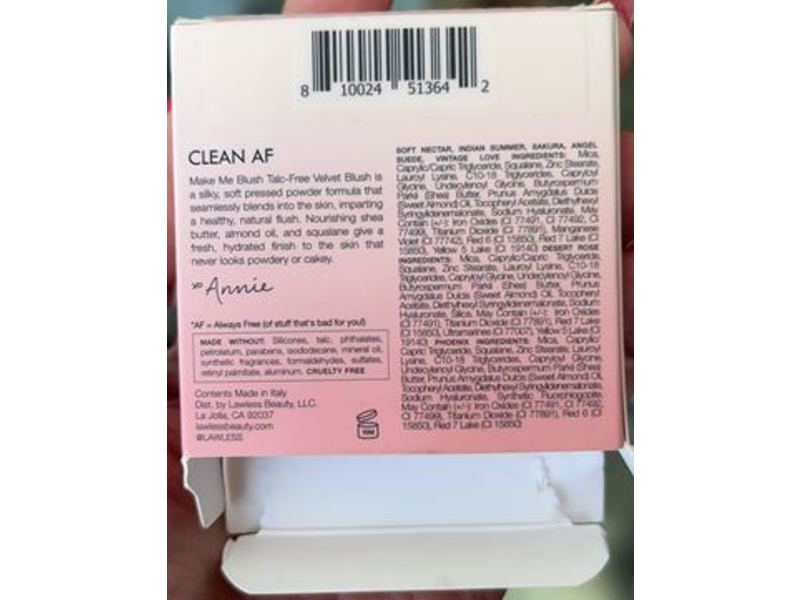 8 10024 51364 2
CLEAN AF
Make Me Blush Talc-Free Velvet Blush is
a silky, soft pressed powder formula that
seamlessly blends into the skin, imparting
a healthy, natural flush. Nourishing shea
butter, almond oil, and squalane give a
fresh, hydrated finish to the skin that
never looks powdery or cakey.
xo Annie
*AF = Always Free (of stuff that's bad for you!)
MADE WITHOUT: Silicones, talc, phthalates,
petrolatum, parabens, isododecane, mineral oil,
synthetic fragrances, formaldehydes, sulfates,
retinyl palmitate, aluminum. CRUELTY FREE
Contents Made in Italy
Dist. by Lawless Beauty, LLC.
La Jolla, CA 92037
lawlessbeauty.com
@LAWLESS
SOFT NECTAR, INDIAN SUMMER, SAKURA, ANGEL
SUEDE, VINTAGE LOVE INGREDIENTS: Mica,
Caprylic/Capric Triglyceride, Squalane, Zinc Stearate,
Lauroyl Lysine, C10-18 Triglycerides, Capryloyl
Glycine, Undecylenoyl Glycine, Butyrospermum
Parkii (Shea) Butter, Prunus Amygdalus Dulcis
(Sweet Almond) Oil, Tocopheryl Acetate, Diethylhexyl
Syringylidenemalonate, Sodium Hyaluronate. May
Contain (+/-): Iron Oxides (CI 77491, CI 77492, CI
77499), Titanium Dioxide (CI 77891), Manganese
Violet (CI 77742), Red 6 (CI 15850), Red 7 Lake (CI
15850), Yellow 5 Lake (CI 19140) DESERT ROSE
INGREDIENTS: Mica, Caprylic/Capric Triglyceride,
Squalane, Zinc Stearate, Lauroyl Lysine, C10-18
Triglycerides, Capryloyl Glycine, Undecylenoyl Glycine,
Butyrospermum Parkii (Shea) Butter, Prunus
Amygdalus Dulcis (Sweet Almond) Oil, Tocopheryl
Acetate, Diethylhexyl Syringylidenemalonate, Sodium
Hyaluronate, Silica, May Contain (+/-): Iron Oxides
(CI 77491), Titanium Dioxide (CI 77891), Red 7 Lake
(CI 15850), Ultramarines (CI 77007), Yellow 5 Lake (CI
19140) PHOENIX INGREDIENTS: Mica, Caprylic/
Capric Triglyceride, Squalane, Zinc Stearate, Lauroyl
Lysine, C10-18 Triglycerides, Capryloyl Glycine,
Undecylenoyl Glycine, Butyrospermum Parkii (Shea)
Butter, Prunus Amygdalus Dulcis (Sweet Almond) Oil,
Tocopheryl Acetate, Diethylhexyl Syringylidenemalonate,
Sodium Hyaluronate, Synthetic Fluorphlogopite,
May Contain (+/-): Iron Oxides (CI 77491, CI 77492,
CI 77499), Titanium Dioxide (CI 77891), Red 6 (CI
15850), Red 7 Lake (CI 15850)